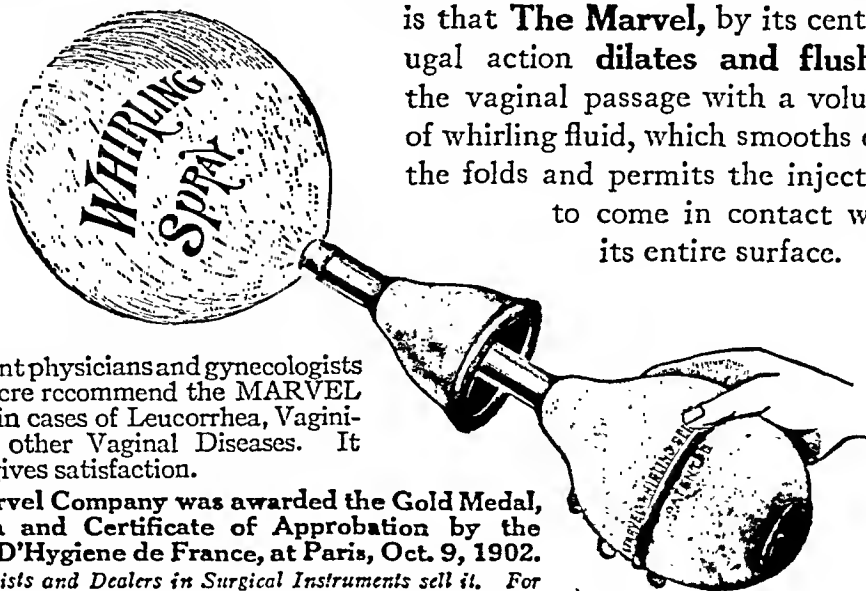 is that The Marvel, by its cent
ugal action dilates and flush
the vaginal passage with a volu
of whirling fluid, which smooths
the folds and permits the inject
to come in contact w
its entire surface.
WHIRLING
SPRAY.
nt physicians and gynecologists
cre rccommend the MARVEL
in cases of Leucorrhea, Vagini-
other Vaginal Diseases. It
ives satisfaction.
rvel Company was awarded the Gold Medal,
a and Certificate of Approbation by the
D'Hygiene de France, at Paris, Oct. 9, 1902.
ists and Dealers in Surgical Instruments sell it. For